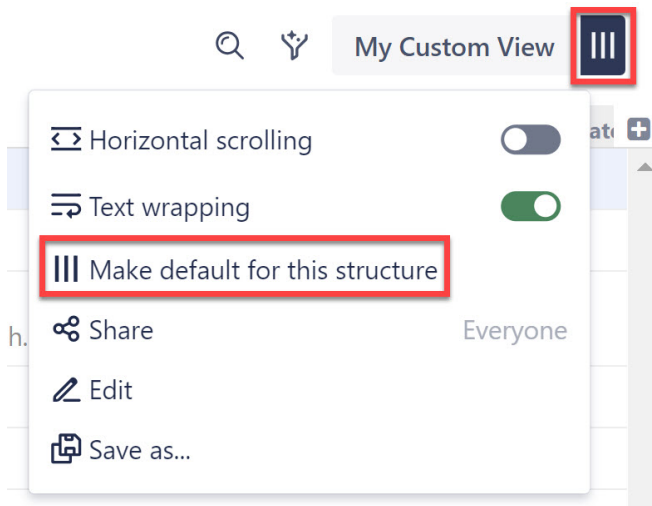 My Custom View
Horizontal scrolling
Text wrapping
Make default for this structure
Share Everyone
Edit
Save as...
h.